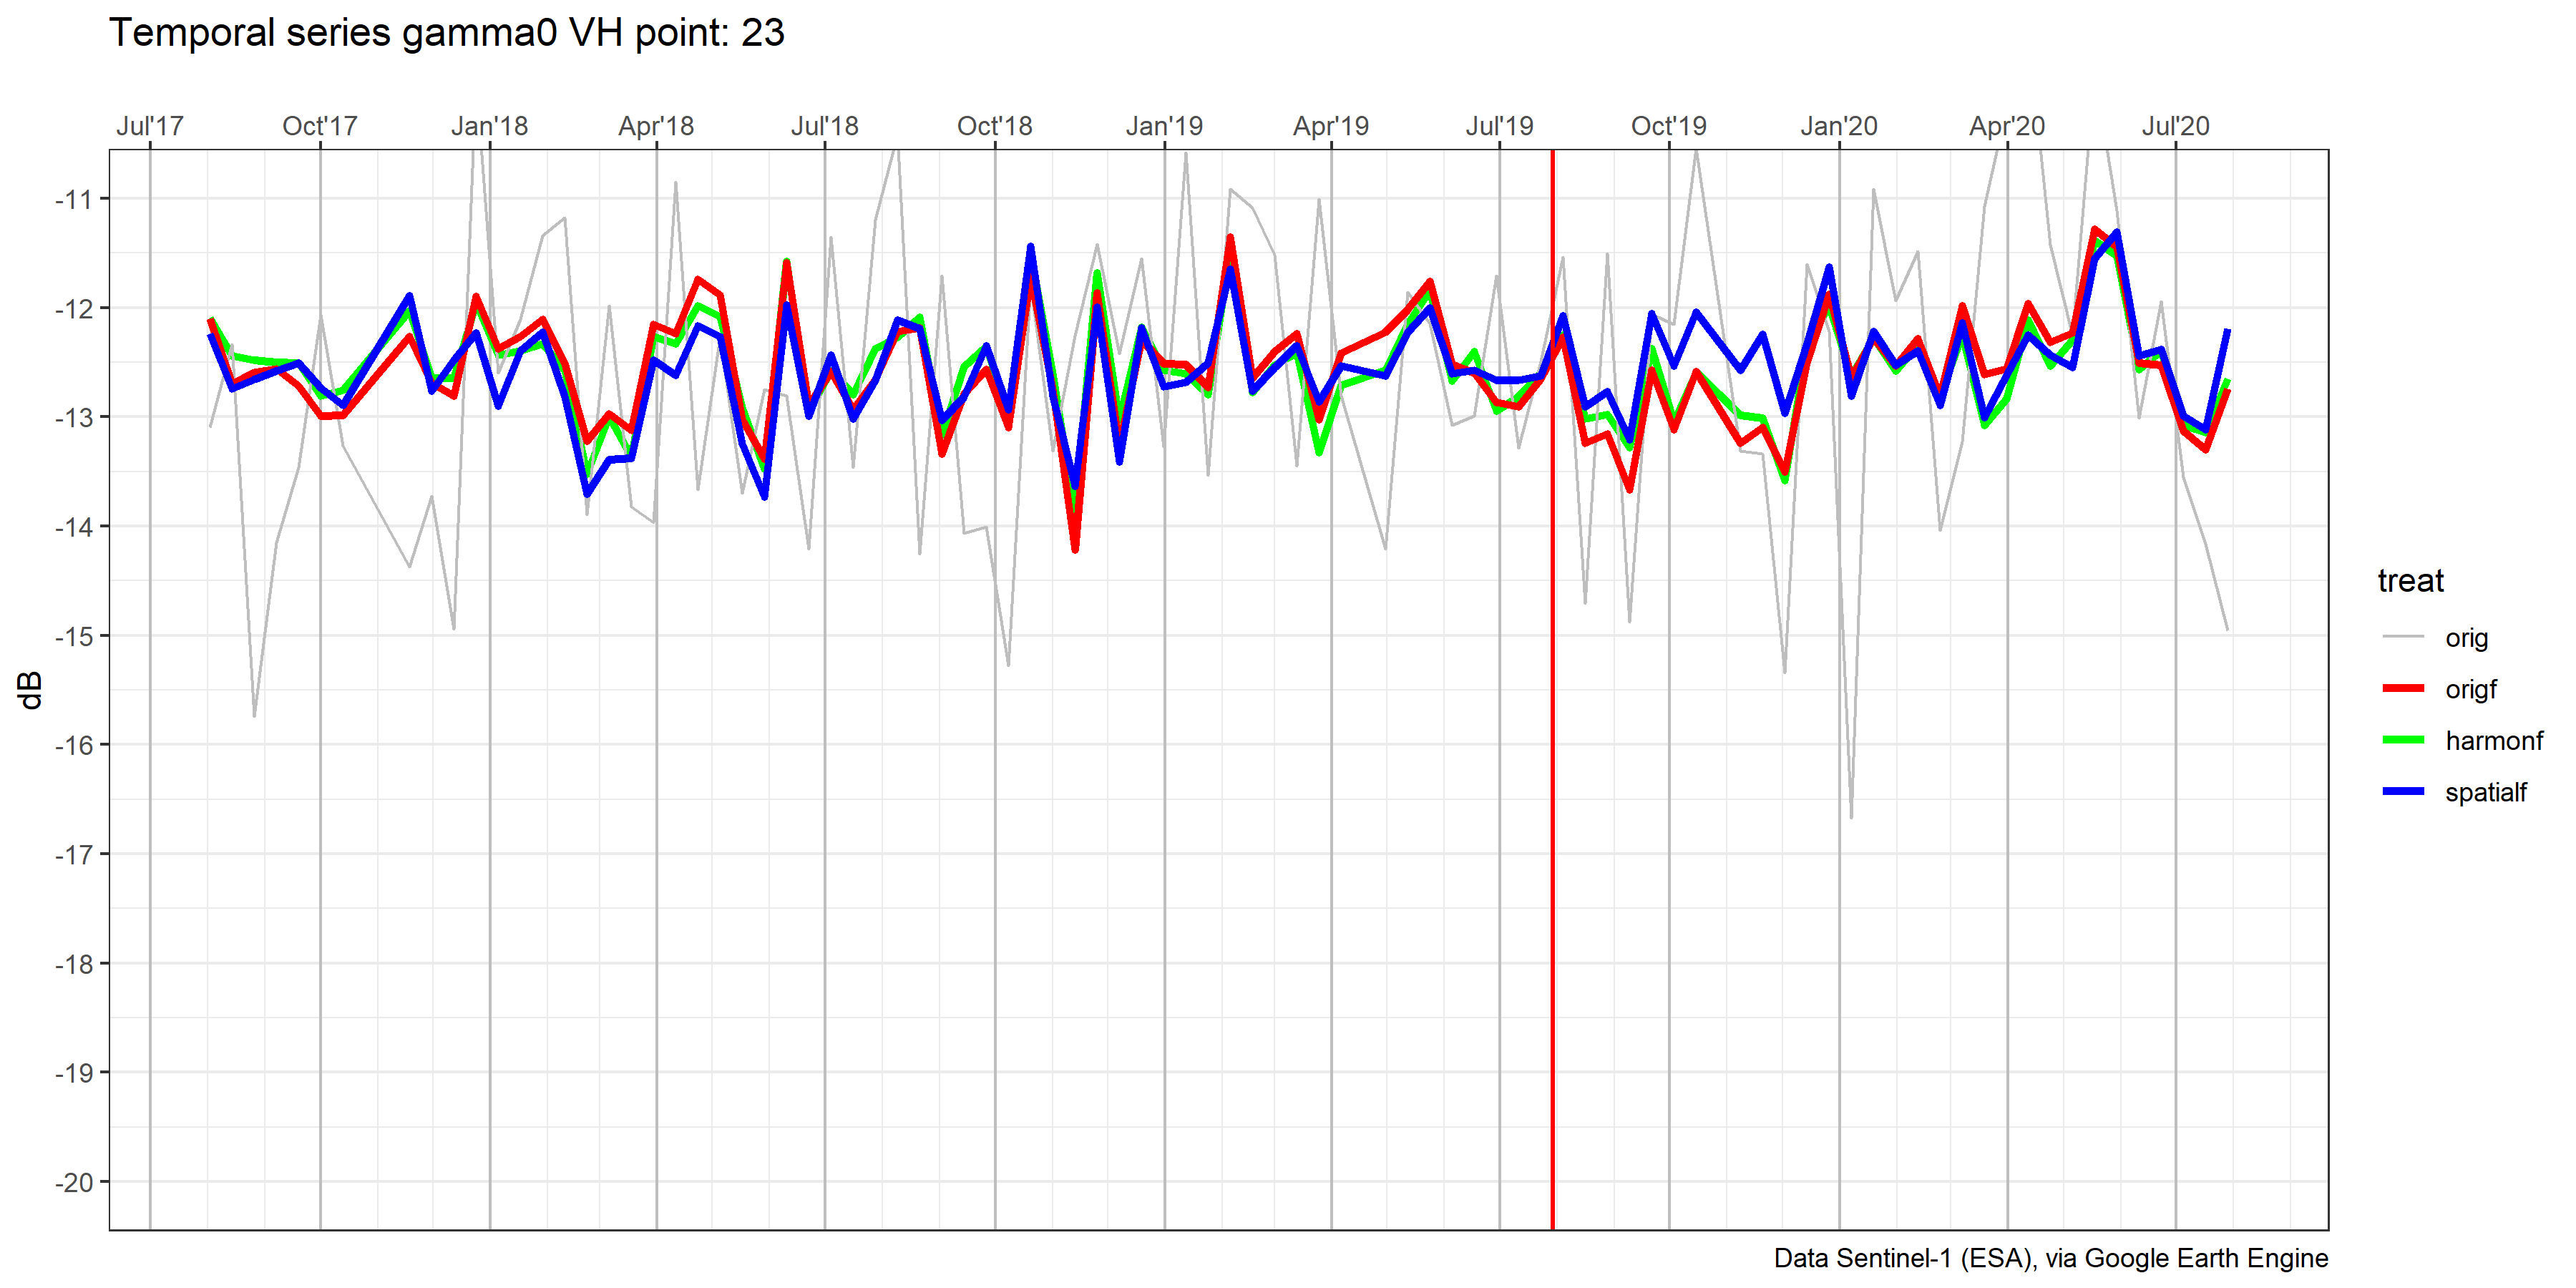 Temporal series gamma0 VH point: 23
Jul'17 Oct'17 Jan'18 Apr'18 Jul'18 Oct'18 Jan'19 Apr'19 Jul'19 Oct'19 Jan'20 Apr'20 Jul'20
-11
-12
-13
-14
-15
-16
-17
-18
-19
-20
dB
treat
orig
origf
harmonf
spatialf
Data Sentinel-1 (ESA), via Google Earth Engine